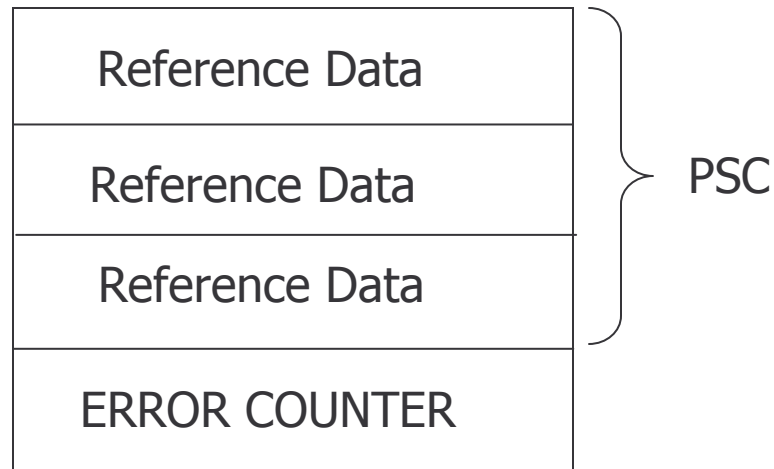 Reference Data
Reference Data
PSC
Reference Data
ERROR COUNTER